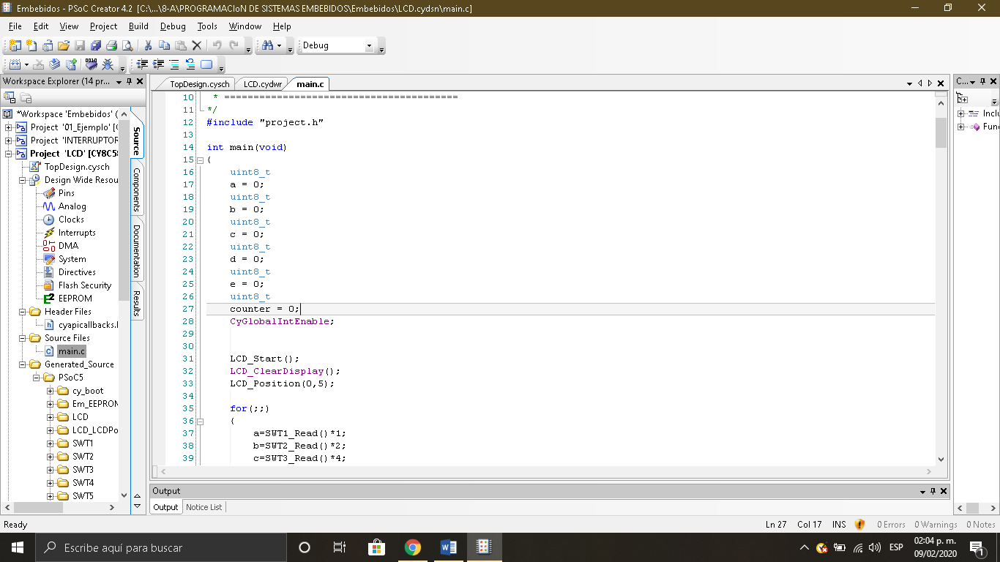 Embebidos - PSoC Creator 4.2 [C:\...\8-A\PROGRAMACIoN DE SISTEMAS EMBEBIDOS\Embebidos\LCD.cydsn\main.c]
File Edit View Project Build Debug Tools Window Help
Debug
Workspace Explorer (14 pr...
*Workspace 'Embebidos' (
Project '01_Ejemplo' [C
Project 'INTERRUPTOR
Project 'LCD' [CY8C58
TopDesign.cysch
Design Wide Resou
Pins
Analog
Clocks
Interrupts
DMA
System
Directives
Flash Security
EEPROM
Header Files
cyapicallbacks.h
Source Files
main.c
Generated_Source
PSoC5
cy_boot
Em_EEPROM
LCD
LCD_LCDPo
SWT1
SWT2
SWT3
SWT4
SWT5
Source
Components
Documentation
Results
TopDesign.cysch LCD.cydwr main.c
10 * ========================================
11 */
12 #include "project.h"
13
14 int main(void)
15 {
16 uint8_t
17 a = 0;
18 uint8_t
19 b = 0;
20 uint8_t
21 c = 0;
22 uint8_t
23 d = 0;
24 uint8_t
25 e = 0;
26 uint8_t
27 counter = 0;
28 CyGlobalIntEnable;
29
30
31 LCD_Start();
32 LCD_ClearDisplay();
33 LCD_Position(0,5);
34
35 for(;;)
36 {
37 a=SWT1_Read()*1;
38 b=SWT2_Read()*2;
39 c=SWT3_Read()*4;
C...
Inclu
Func
Output
Output Notice List
Ready Ln 27 Col 17 INS 0 Errors 0 Warnings 0 Notes
Escribe aquí para buscar
ESP
02:04 p. m.
09/02/2020
1